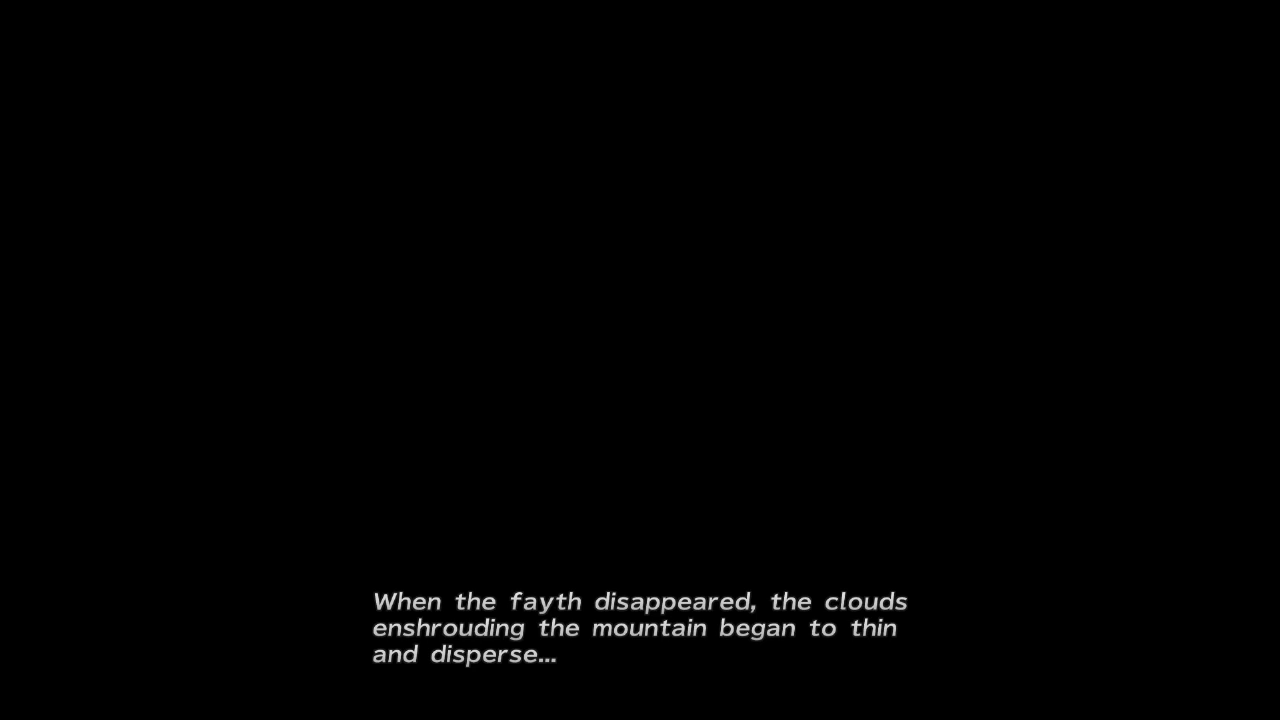 When the fayth disappeared, the clouds
enshrouding the mountain began to thin
and disperse...